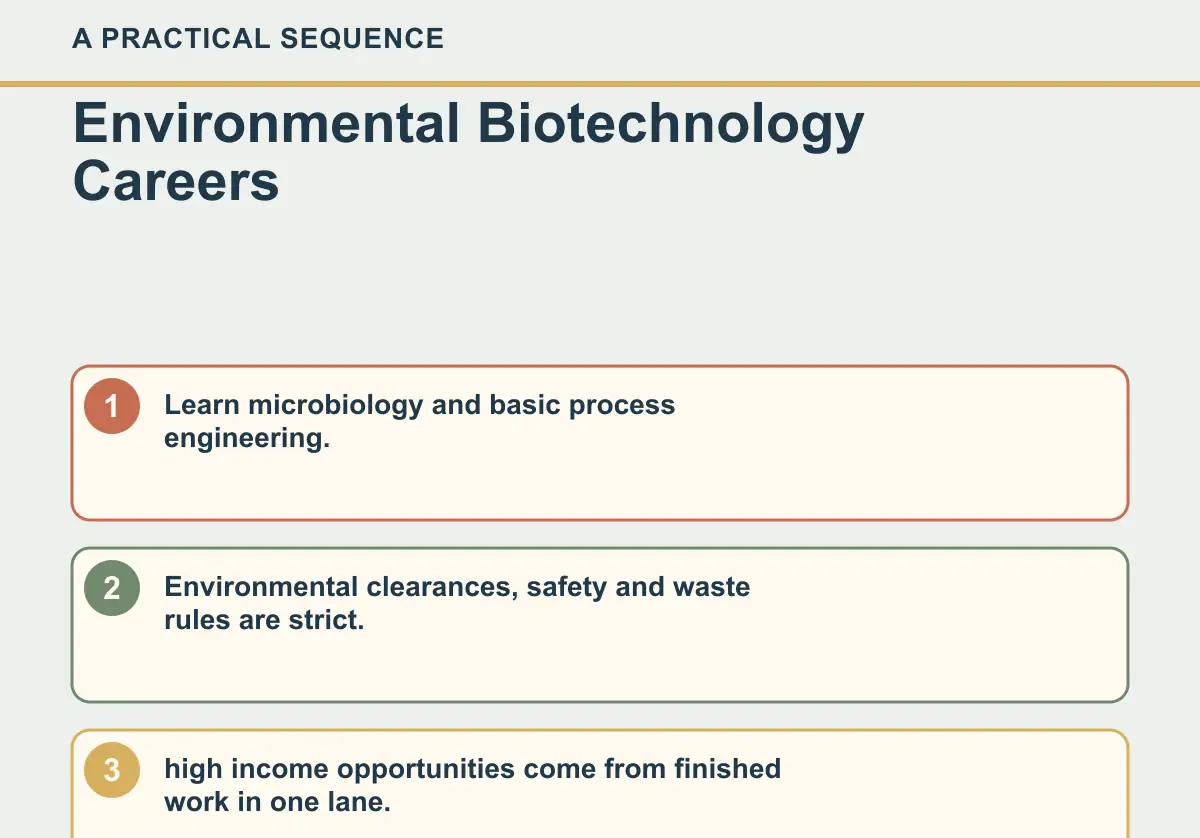 A PRACTICAL SEQUENCE
Environmental Biotechnology
Careers
1
Learn microbiology and basic process
engineering.
2
Environmental clearances, safety and waste
rules are strict.
3
high income opportunities come from finished
work in one lane.